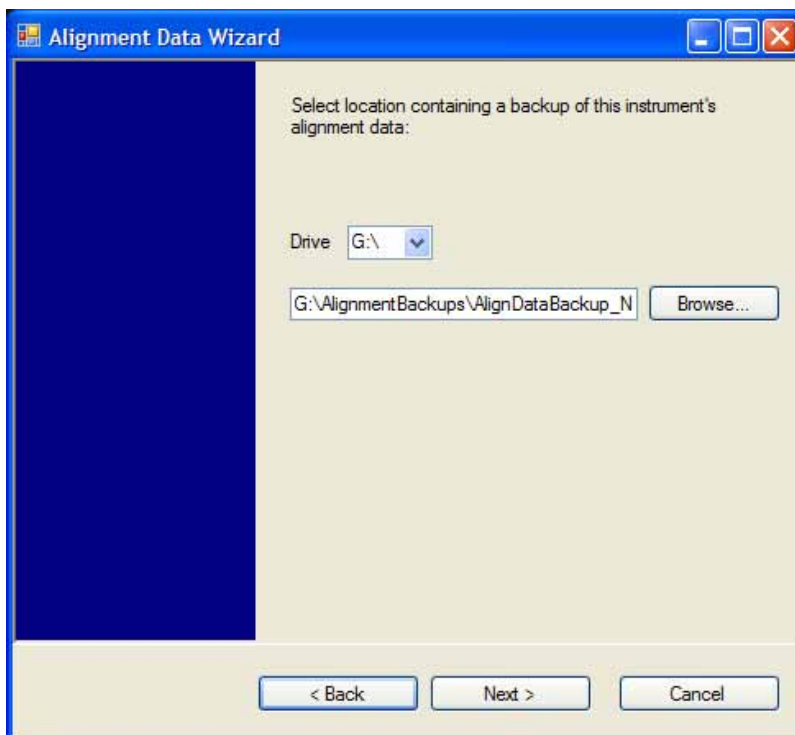 Alignment Data Wizard
Select location containing a backup of this instrument's
alignment data:
Drive G:\
G:\AlignmentBackups\AlignDataBackup_N Browse...
< Back Next > Cancel